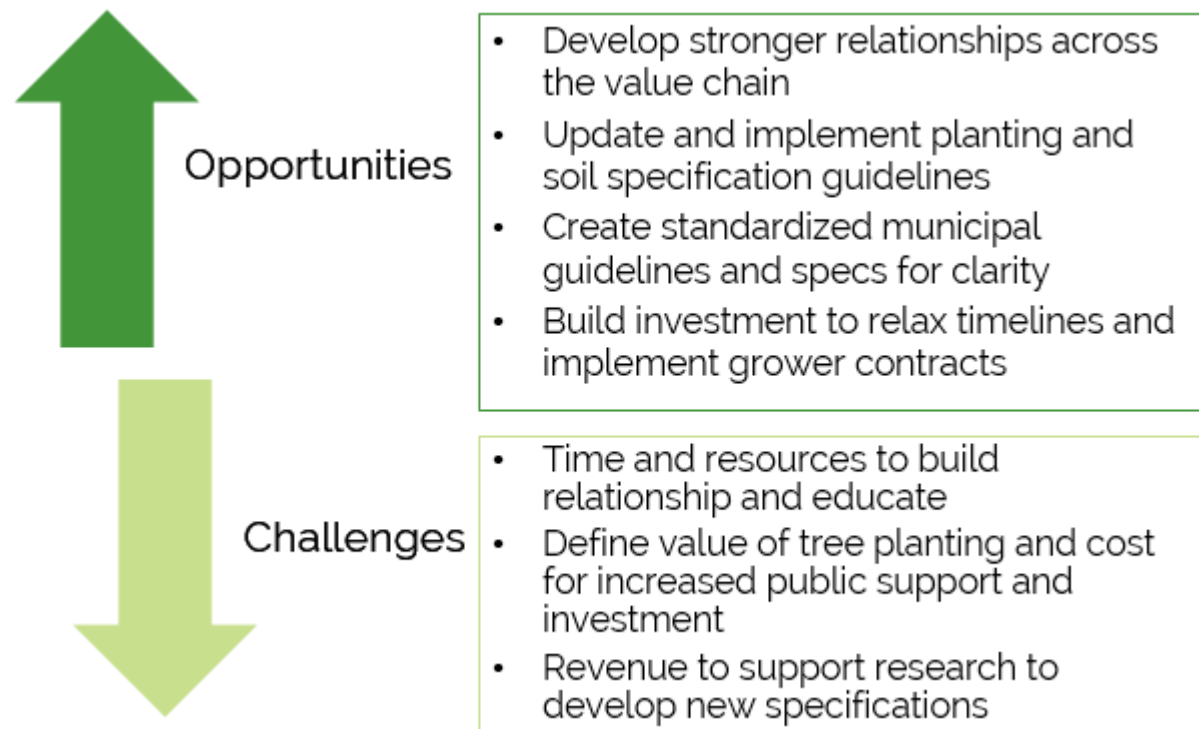 Opportunities
• Develop stronger relationships across
the value chain
• Update and implement planting and
soil specification guidelines
• Create standardized municipal
guidelines and specs for clarity
• Build investment to relax timelines and
implement grower contracts
Challenges
• Time and resources to build
relationship and educate
• Define value of tree planting and cost
for increased public support and
investment
• Revenue to support research to
develop new specifications